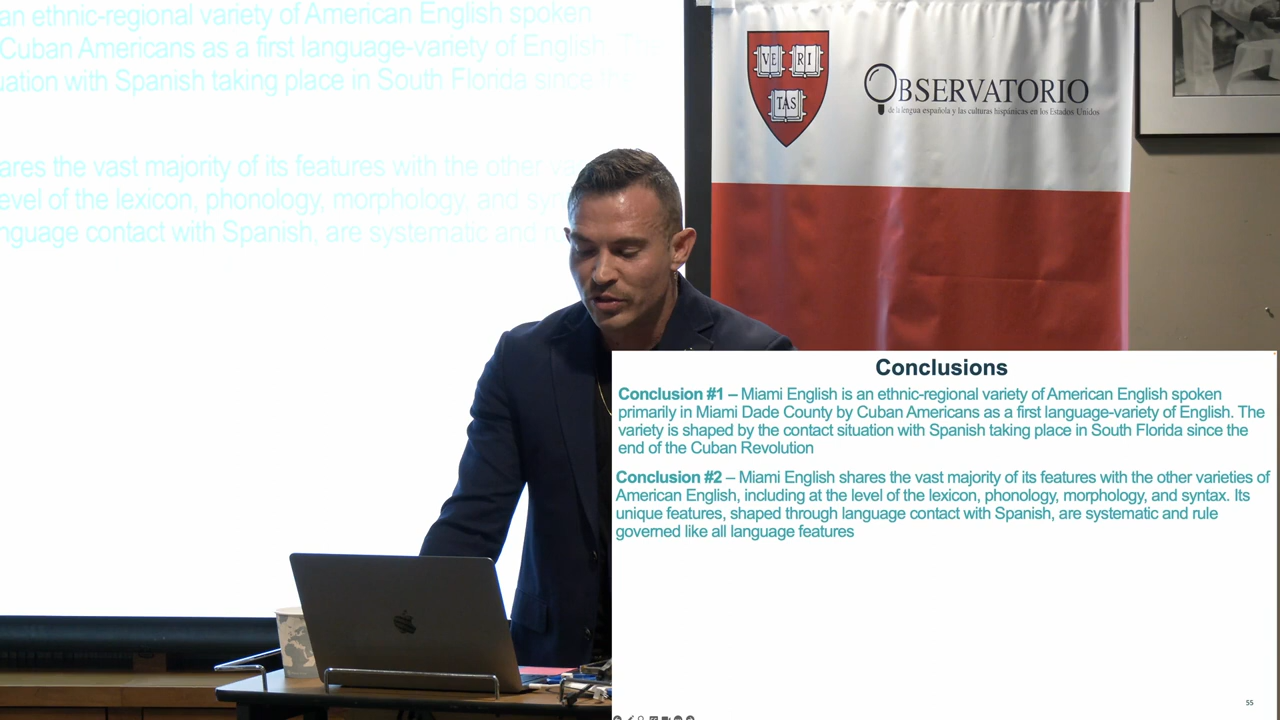 an ethnic-regional variety of American English spoken
Cuban Americans as a first language-variety of English. The
uation with Spanish taking place in South Florida since the
ares the vast majority of its features with the other va
evel of the lexicon, phonology, morphology, and syn
nguage contact with Spanish, are systematic and ru
VE RI
TAS
OBSERVATORIO
de la lengua española y las culturas hispánicas en los Estados Unidos
Conclusions
Conclusion #1 – Miami English is an ethnic-regional variety of American English spoken
primarily in Miami Dade County by Cuban Americans as a first language-variety of English. The
variety is shaped by the contact situation with Spanish taking place in South Florida since the
end of the Cuban Revolution
Conclusion #2 – Miami English shares the vast majority of its features with the other varieties of
American English, including at the level of the lexicon, phonology, morphology, and syntax. Its
unique features, shaped through language contact with Spanish, are systematic and rule
governed like all language features
55